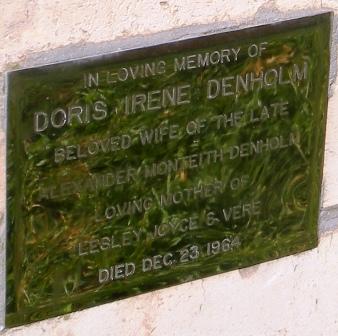 IN LOVING MEMORY OF
DORIS IRENE DENHOLM
BELOVED WIFE OF THE LATE
ALEXANDER MONTEITH DENHOLM
LOVING MOTHER OF
LESLEY, JOYCE & VERE
DIED DEC. 23. 1964